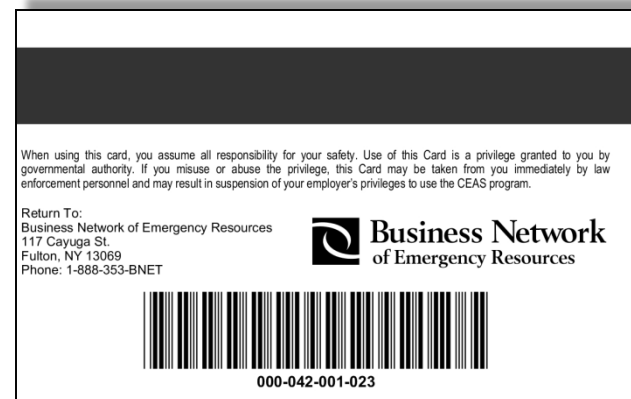 When using this card, you assume all responsibility for your safety. Use of this Card is a privilege granted to you by
governmental authority. If you misuse or abuse the privilege, this Card may be taken from you immediately by law
enforcement personnel and may result in suspension of your employer's privileges to use the CEAS program.
Return To:
Business Network of Emergency Resources
117 Cayuga St.
Fulton, NY 13069
Phone: 1-888-353-BNET
Business Network
of Emergency Resources
000-042-001-023